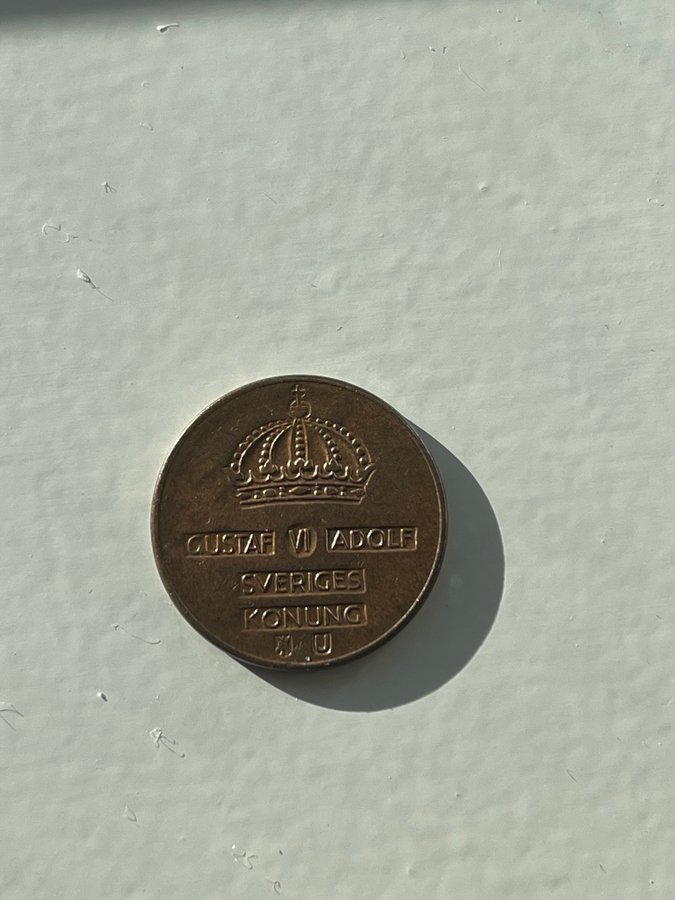 GUSTAF VI ADOLF
SVERIGES
KONUNG
U